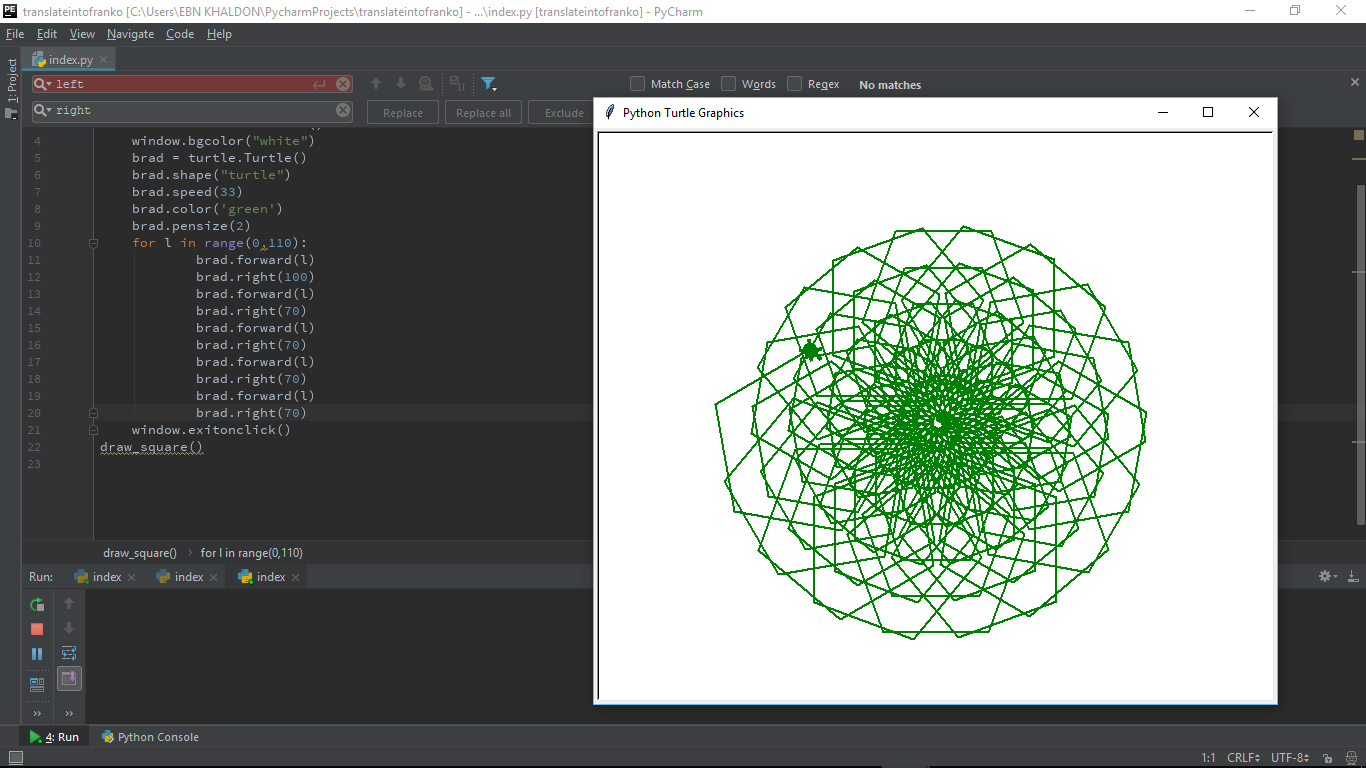 translateintofranko [C:\Users\EBN KHALDON\PycharmProjects\translateintofranko] - ...\index.py [translateintofranko] - PyCharm
File Edit View Navigate Code Help
1: Project
index.py
left
Match Case Words Regex No matches
right
Replace Replace all Exclude
Python Turtle Graphics
4 window.bgcolor("white")
5 brad = turtle.Turtle()
6 brad.shape("turtle")
7 brad.speed(33)
8 brad.color('green')
9 brad.pensize(2)
10 for l in range(0,110):
11 brad.forward(l)
12 brad.right(100)
13 brad.forward(l)
14 brad.right(70)
15 brad.forward(l)
16 brad.right(70)
17 brad.forward(l)
18 brad.right(70)
19 brad.forward(l)
20 brad.right(70)
21 window.exitonclick()
22 draw_square()
23
draw_square() › for l in range(0,110)
Run: index index index
4: Run Python Console
1:1 CRLF UTF-8